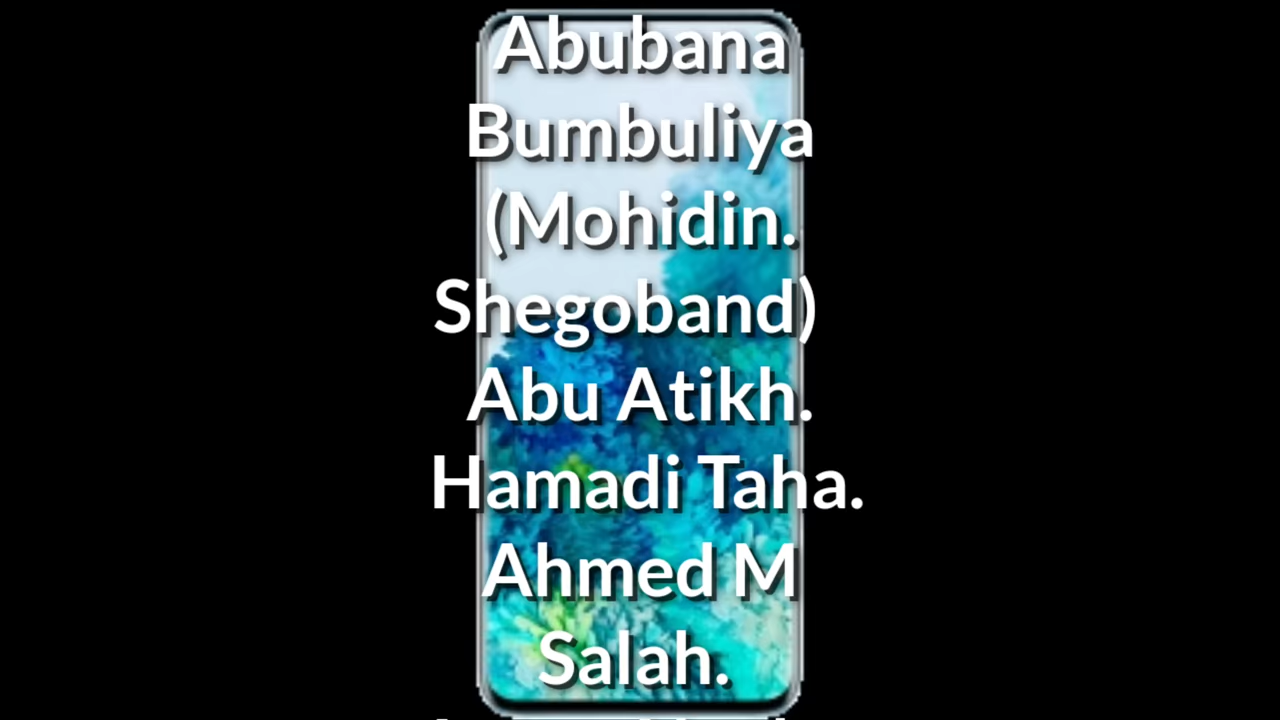 Abubana
Bumbuliya
(Mohidin.
Shegoband)
Abu Atikh.
Hamadi Taha.
Ahmed M
Salah.